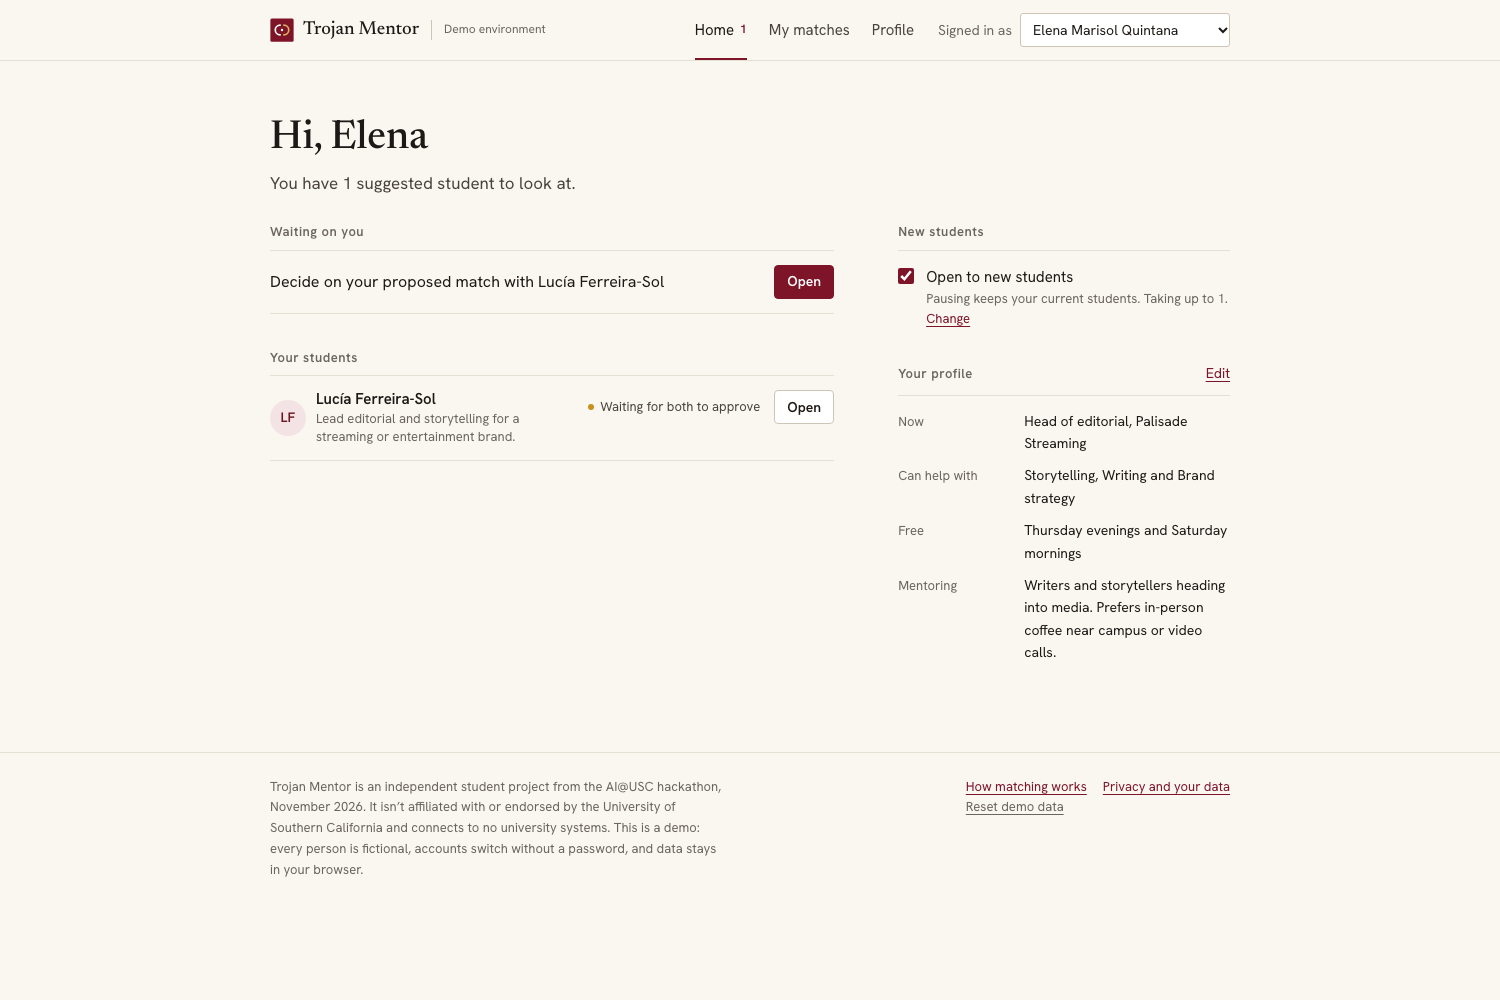 Trojan Mentor
Demo environment
Home 1
My matches
Profile
Signed in as
Elena Marisol Quintana
Hi, Elena
You have 1 suggested student to look at.
Waiting on you
Decide on your proposed match with Lucía Ferreira-Sol
Open
Your students
LF
Lucía Ferreira-Sol
Lead editorial and storytelling for a
streaming or entertainment brand.
Waiting for both to approve
Open
New students
Open to new students
Pausing keeps your current students. Taking up to 1.
Change
Your profile
Edit
Now
Head of editorial, Palisade
Streaming
Can help with
Storytelling, Writing and Brand
strategy
Free
Thursday evenings and Saturday
mornings
Mentoring
Writers and storytellers heading
into media. Prefers in-person
coffee near campus or video
calls.
Trojan Mentor is an independent student project from the AI@USC hackathon,
November 2026. It isn’t affiliated with or endorsed by the University of
Southern California and connects to no university systems. This is a demo:
every person is fictional, accounts switch without a password, and data stays
in your browser.
How matching works
Privacy and your data
Reset demo data